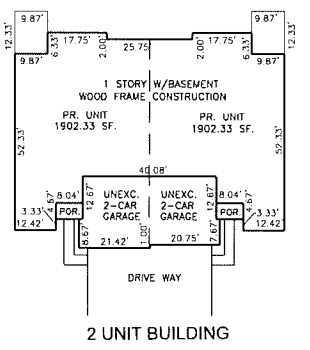 9.87' 9.87'
12.33' 6.33' 17.75' 2.00' 25.75' 2.00' 17.75' 6.33' 12.33'
9.87' 9.87'
1 STORY W/BASEMENT
WOOD FRAME CONSTRUCTION
PR. UNIT PR. UNIT
1902.33 SF. 1902.33 SF.
52.33' 52.33'
40.08'
8.04' 12.67' UNEXC. UNEXC. 12.67' 8.04'
4.67' 2-CAR 2-CAR 4.67'
3.33' POR. GARAGE GARAGE POR. 3.33'
12.42' 12.42'
8.67' 21.42' 1.00' 20.75' 7.67'
DRIVE WAY
2 UNIT BUILDING